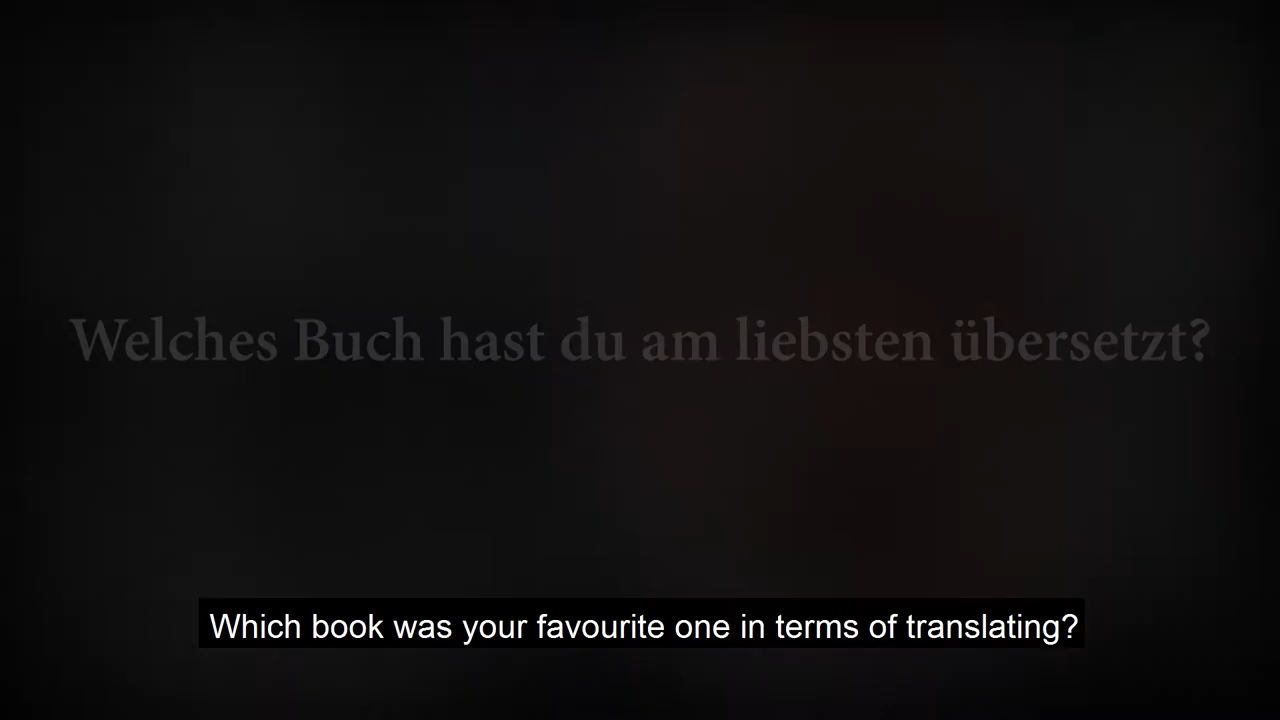 Welches Buch hast du am liebsten übersetzt?
Which book was your favourite one in terms of translating?